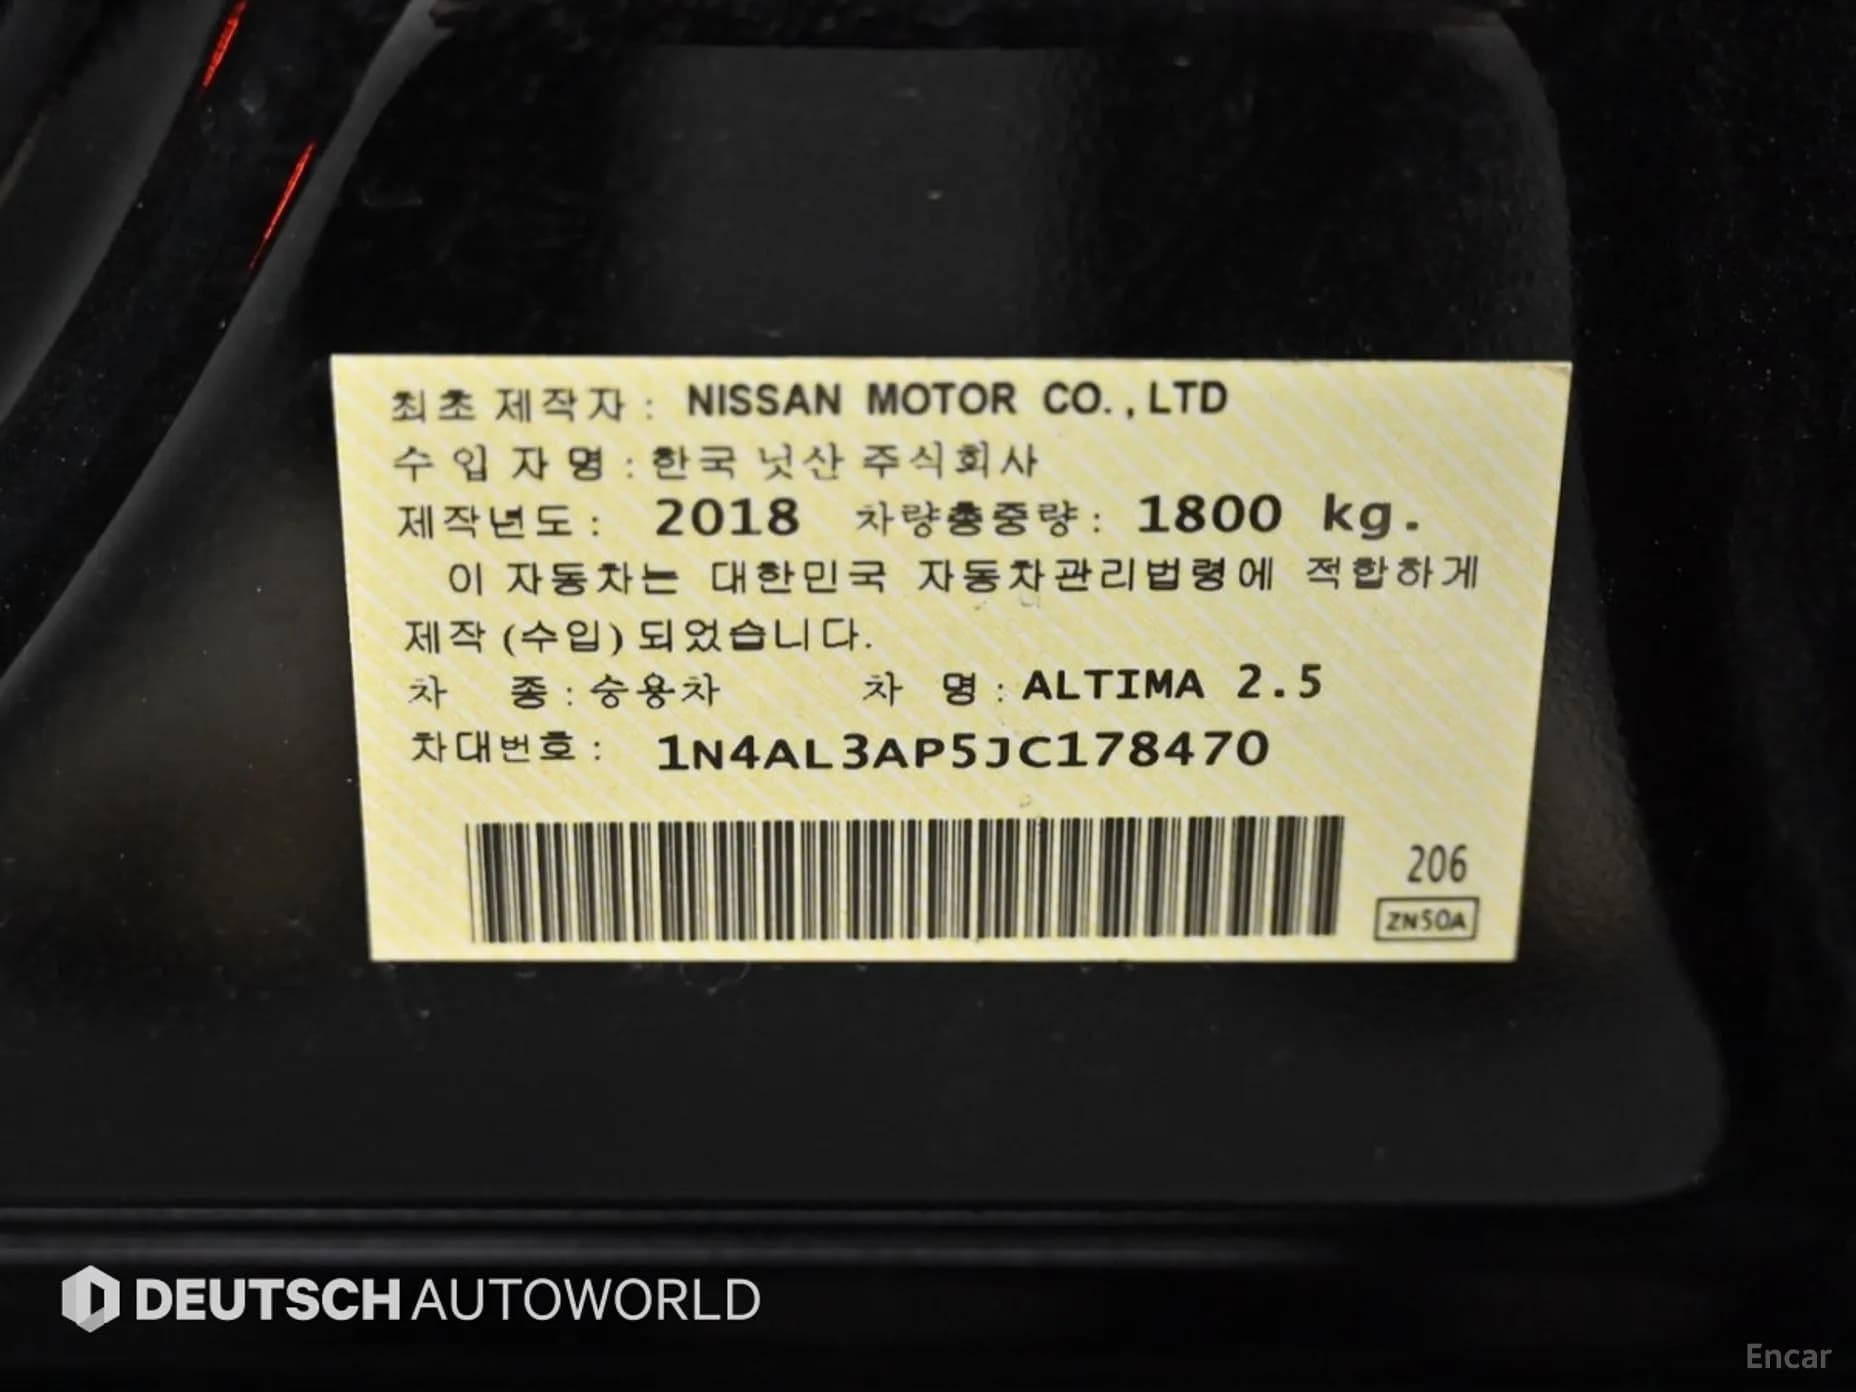 최초제작자 : NISSAN MOTOR CO.,LTD
수입자명 : 한국닛산주식회사
제작년도 : 2018 차량총중량 : 1800 kg.
이 자동차는 대한민국 자동차관리법령에 적합하게
제작(수입)되었습니다.
차 종 : 승용차 차 명 : ALTIMA 2.5
차대번호 : 1N4AL3AP5JC178470
206
ZN50A
DEUTSCH AUTOWORLD
Encar